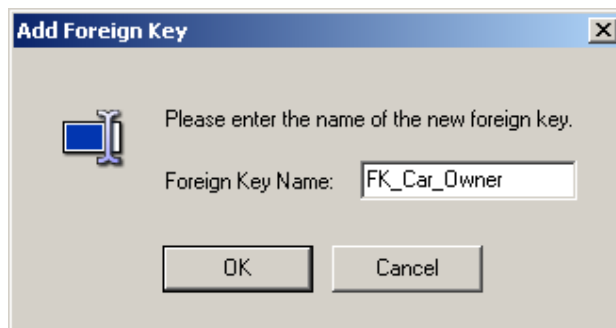 Add Foreign Key
Please enter the name of the new foreign key.
Foreign Key Name: FK_Car_Owner
OK Cancel